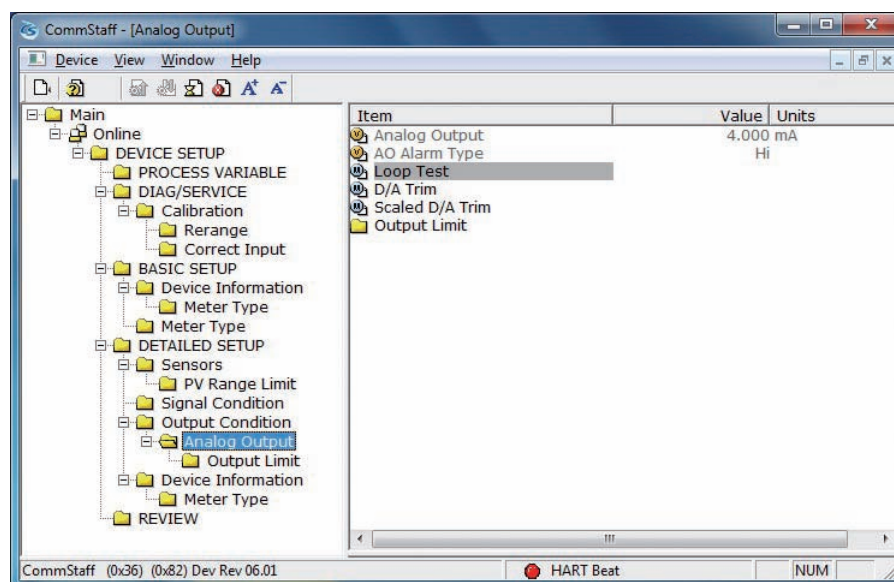 CommStaff - [Analog Output]
Device View Window Help
Main
Online
DEVICE SETUP
PROCESS VARIABLE
DIAG/SERVICE
Calibration
Rerange
Correct Input
BASIC SETUP
Device Information
Meter Type
Meter Type
DETAILED SETUP
Sensors
PV Range Limit
Signal Condition
Output Condition
Analog Output
Output Limit
Device Information
Meter Type
REVIEW
Item Value Units
Analog Output 4.000 mA
AO Alarm Type Hi
Loop Test
D/A Trim
Scaled D/A Trim
Output Limit
CommStaff (0x36) (0x82) Dev Rev 06.01 HART Beat NUM